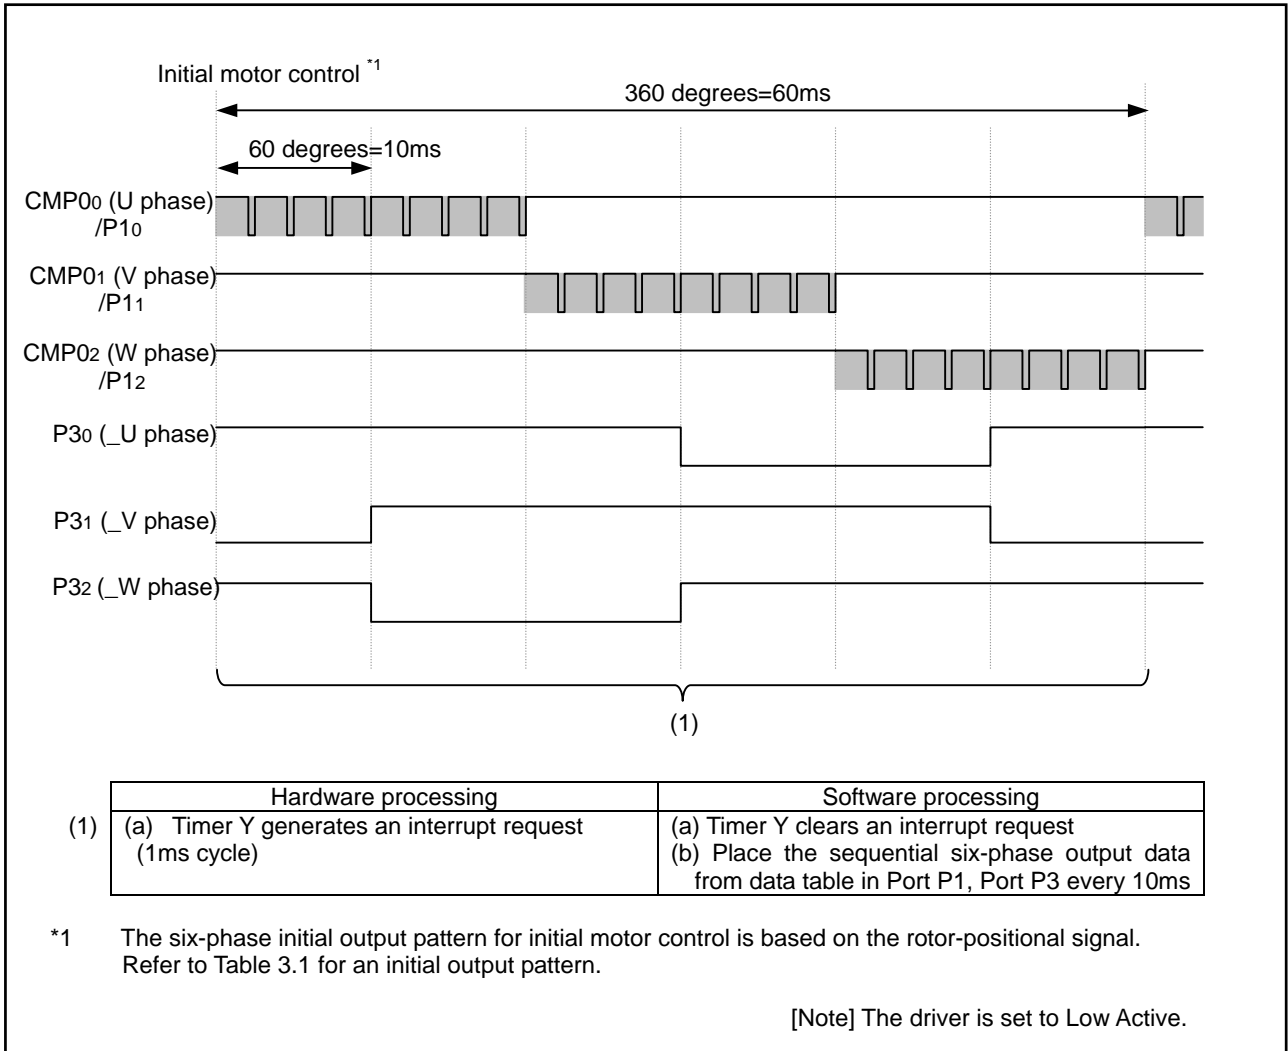 Initial motor control *1
360 degrees=60ms
60 degrees=10ms
CMP00 (U phase)
/P10
CMP01 (V phase)
/P11
CMP02 (W phase)
/P12
P30 (_U phase)
P31 (_V phase)
P32 (_W phase)
(1)
Hardware processing
Software processing
(1)
(a) Timer Y generates an interrupt request
(1ms cycle)
(a) Timer Y clears an interrupt request
(b) Place the sequential six-phase output data
from data table in Port P1, Port P3 every 10ms
*1 The six-phase initial output pattern for initial motor control is based on the rotor-positional signal.
Refer to Table 3.1 for an initial output pattern.
[Note] The driver is set to Low Active.